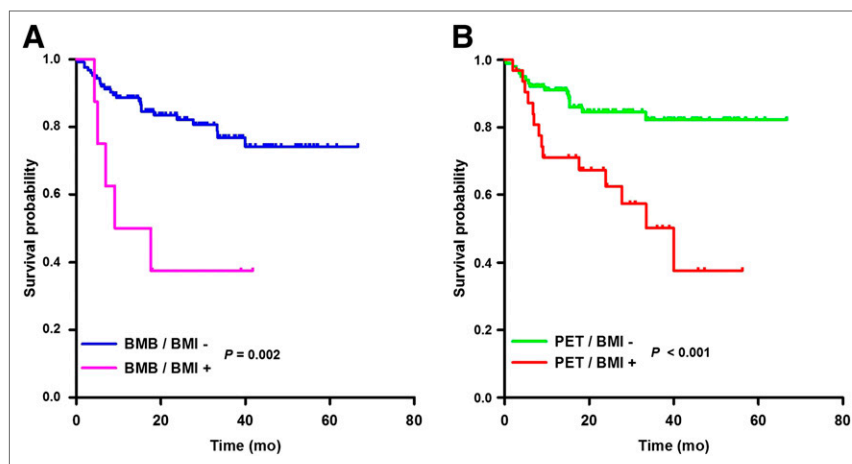 A
Survival probability
1.0
0.8
0.6
0.4
0.2
0.0
BMB / BMI -
BMB / BMI +
P = 0.002
0 20 40 60 80
Time (mo)
B
Survival probability
1.0
0.8
0.6
0.4
0.2
0.0
PET / BMI -
PET / BMI +
P < 0.001
0 20 40 60 80
Time (mo)